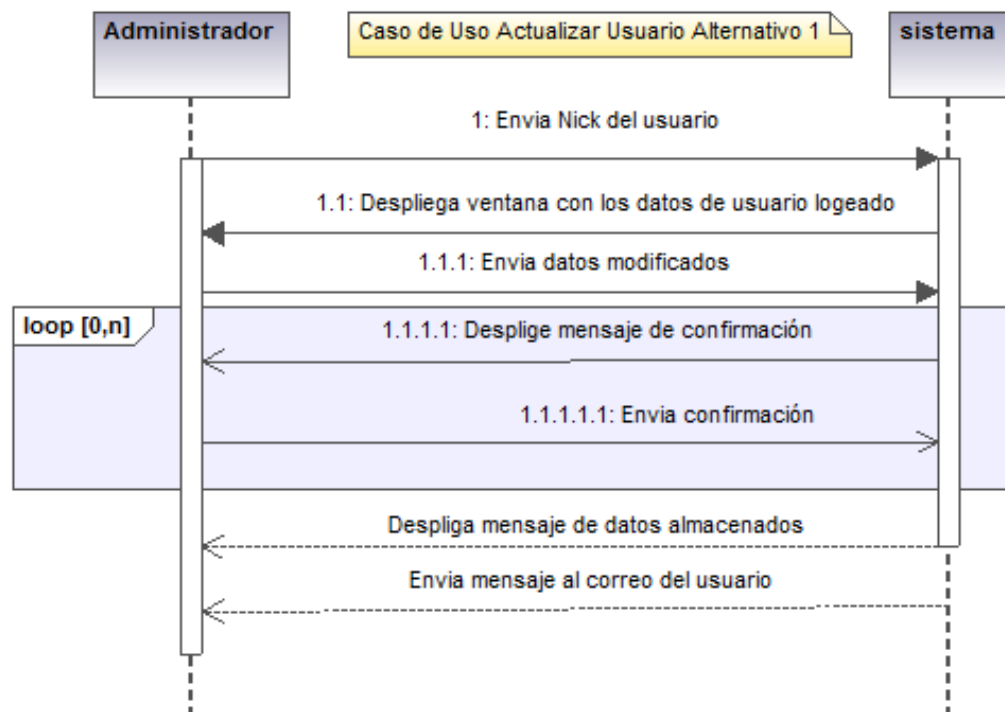 Administrador
Caso de Uso Actualizar Usuario Alternativo 1
sistema
1: Envia Nick del usuario
1.1: Despliega ventana con los datos de usuario logeado
1.1.1: Envia datos modificados
loop [0,n]
1.1.1.1: Desplige mensaje de confirmación
1.1.1.1.1: Envia confirmación
Despliga mensaje de datos almacenados
Envia mensaje al correo del usuario